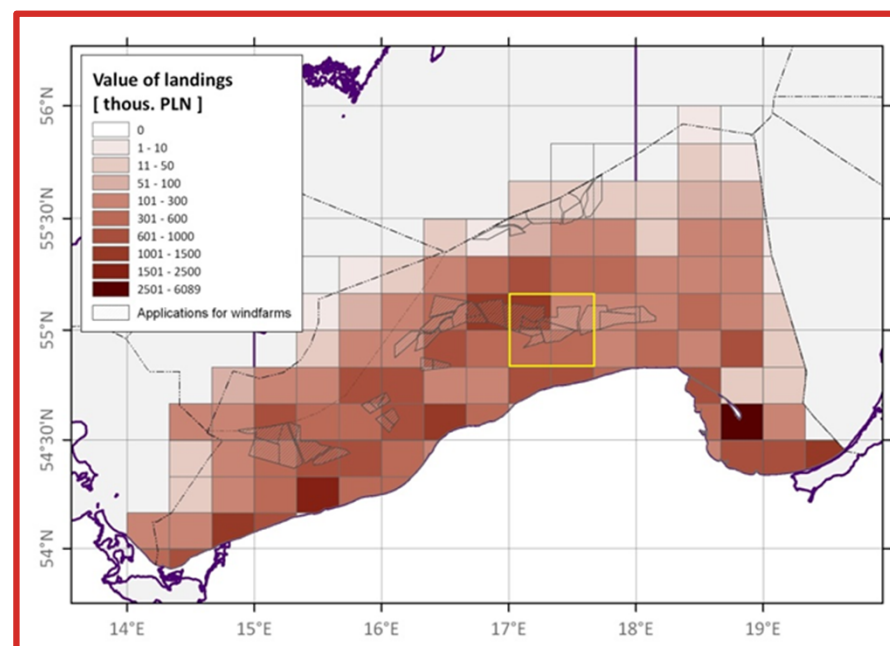 Value of landings
[ thous. PLN ]
0
1 - 10
11 - 50
51 - 100
101 - 300
301 - 600
601 - 1000
1001 - 1500
1501 - 2500
2501 - 6089
Applications for windfarms
56°N
55°30'N
55°N
54°30'N
54°N
14°E
15°E
16°E
17°E
18°E
19°E